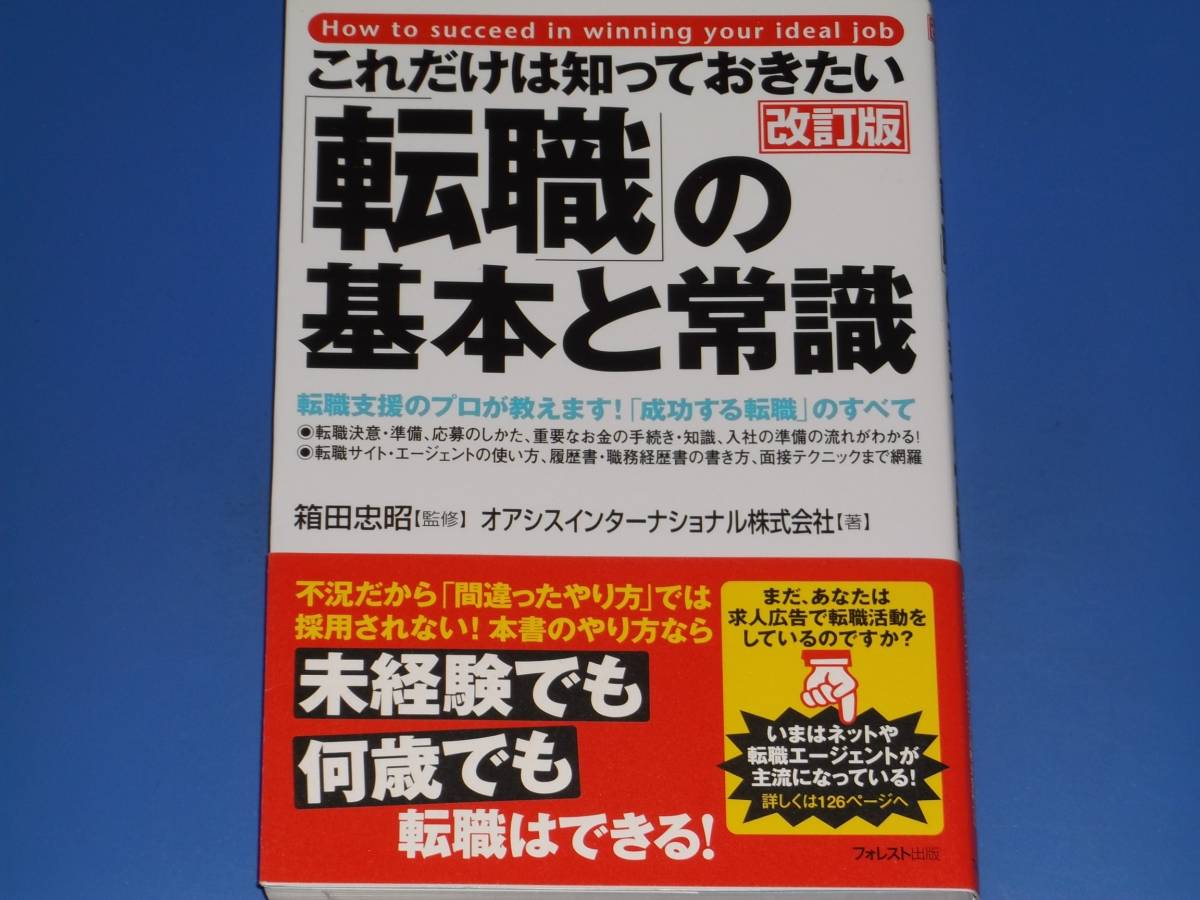 How to succeed in winning your ideal job
これだけは知っておきたい
「転職」の
改訂版
基本と常識
転職支援のプロが教えます!「成功する転職」のすべて
◉転職決意・準備、応募のしかた、重要なお金の手続き・知識、入社の準備の流れがわかる!
◉転職サイト・エージェントの使い方、履歴書・職務経歴書の書き方、面接テクニックまで網羅
箱田忠昭【監修】 オアシスインターナショナル株式会社【著】
不況だから「間違ったやり方」では
採用されない!本書のやり方なら
未経験でも
何歳でも
転職はできる!
まだ、あなたは
求人広告で転職活動を
しているのですか?
いまはネットや
転職エージェントが
主流になっている!
詳しくは126ページへ
フォレスト出版